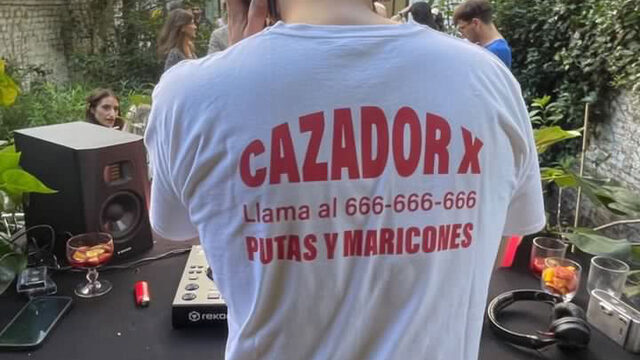 CAZADOR X
Llama al 666-666-666
PUTAS Y MARICONES